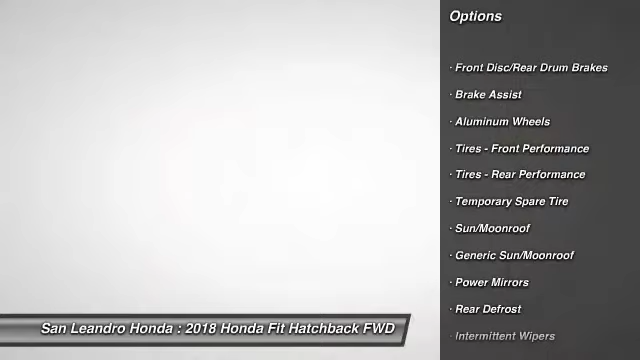 Options
· Front Disc/Rear Drum Brakes
· Brake Assist
· Aluminum Wheels
· Tires - Front Performance
· Tires - Rear Performance
· Temporary Spare Tire
· Sun/Moonroof
· Generic Sun/Moonroof
· Power Mirrors
· Rear Defrost
· Intermittent Wipers
San Leandro Honda : 2018 Honda Fit Hatchback FWD